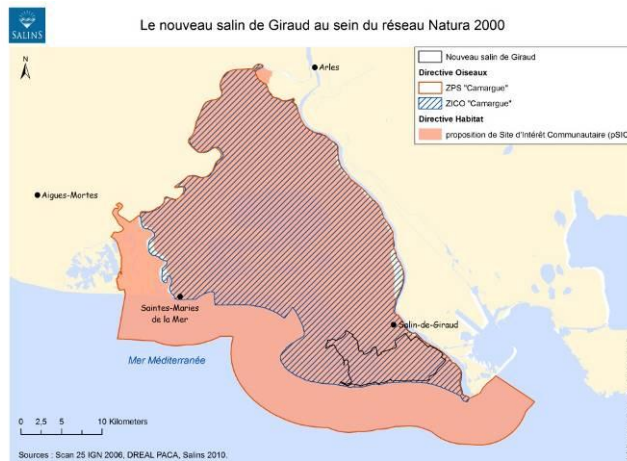 SALINS
Le nouveau salin de Giraud au sein du réseau Natura 2000
N
Arles
Nouveau salin de Giraud
Directive Oiseaux
ZPS "Camargue"
ZICO "Camargue"
Directive Habitat
proposition de Site d'Intérêt Communautaire (pSIC
Aigues-Mortes
Saintes-Maries
de la Mer
Salin-de-Giraud
Mer Méditerranée
0 2,5 5 10 Kilometers
Sources : Scan 25 IGN 2006, DREAL PACA, Salins 2010.